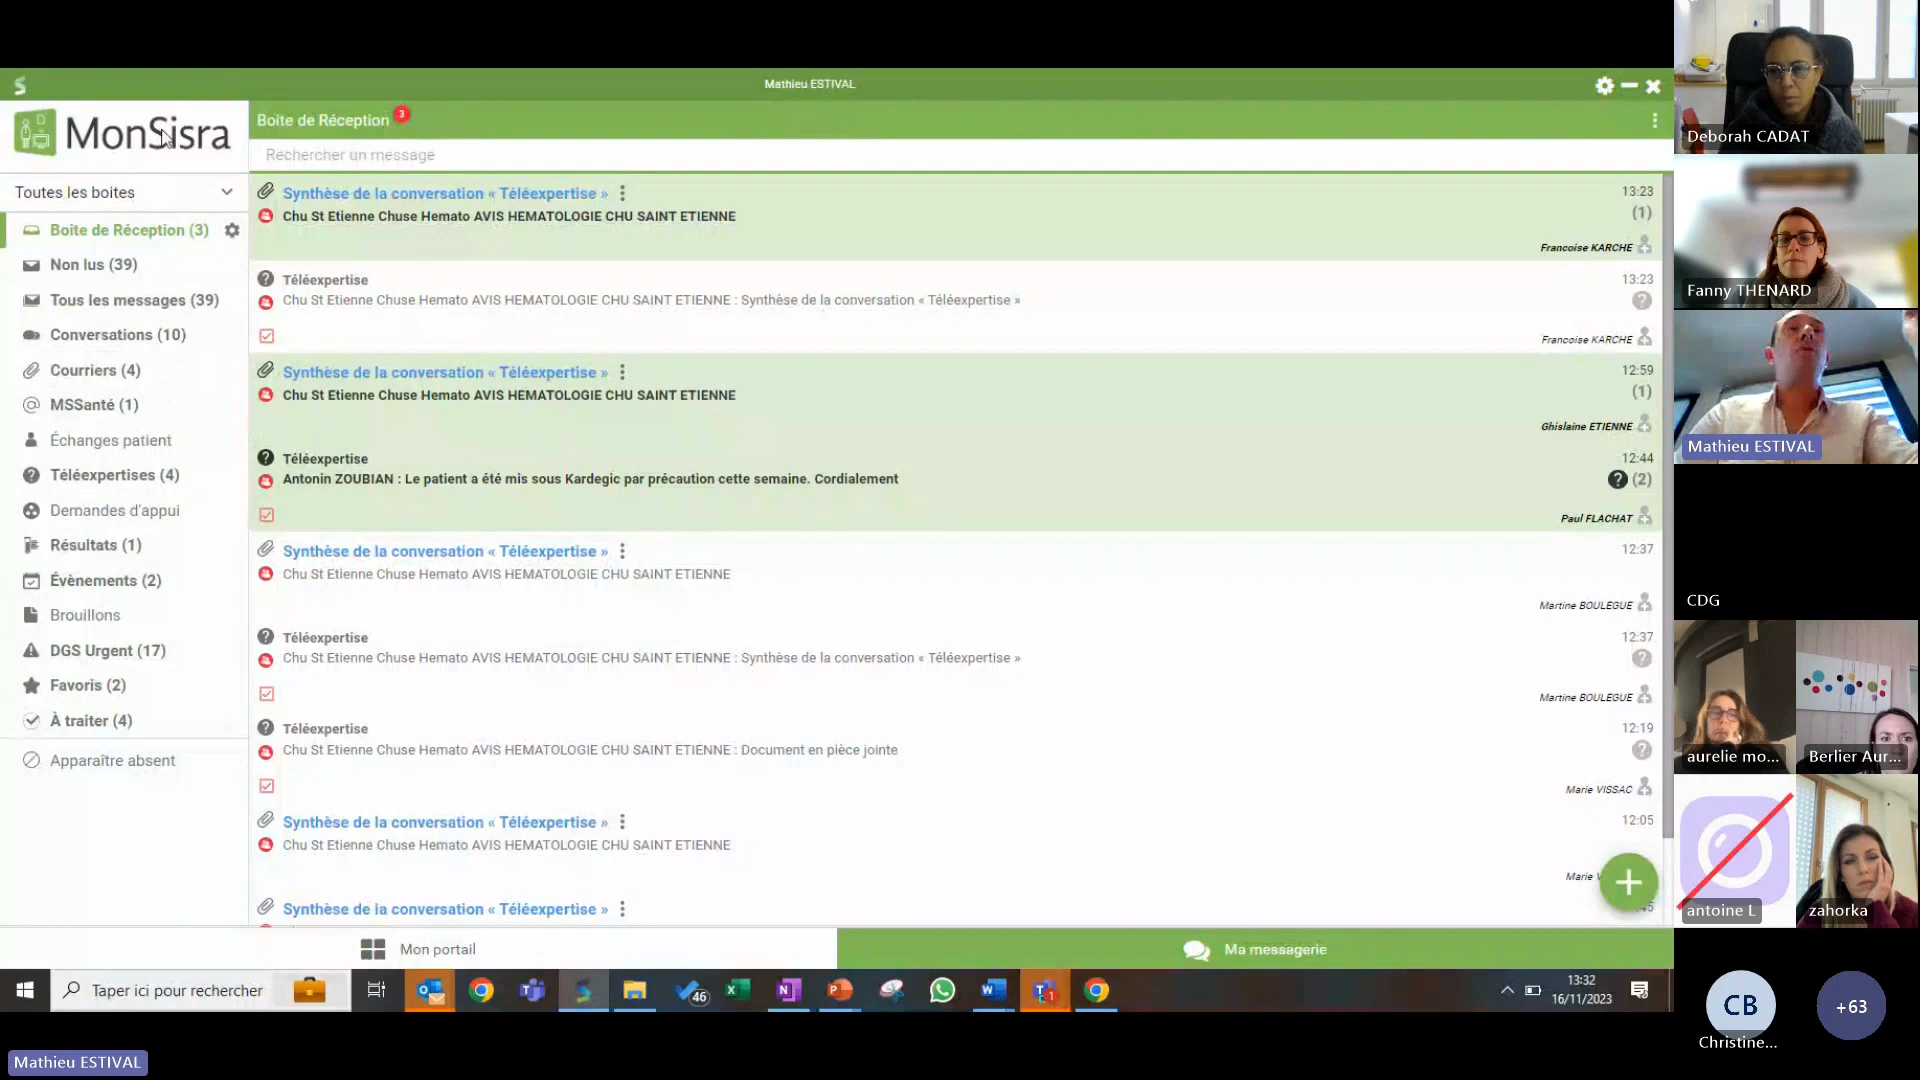 Mathieu ESTIVAL
MonSisra
Boite de Réception 3
Rechercher un message
Toutes les boites
Boite de Réception (3)
Non lus (39)
Tous les messages (39)
Conversations (10)
Courriers (4)
MSSanté (1)
Échanges patient
Téléexpertises (4)
Demandes d'appui
Résultats (1)
Évènements (2)
Brouillons
DGS Urgent (17)
Favoris (2)
À traiter (4)
Apparaître absent
Synthèse de la conversation « Téléexpertise » 13:23
Chu St Etienne Chuse Hemato AVIS HEMATOLOGIE CHU SAINT ETIENNE (1)
Francoise KARCHE
Téléexpertise 13:23
Chu St Etienne Chuse Hemato AVIS HEMATOLOGIE CHU SAINT ETIENNE : Synthèse de la conversation « Téléexpertise »
Francoise KARCHE
Synthèse de la conversation « Téléexpertise » 12:59
Chu St Etienne Chuse Hemato AVIS HEMATOLOGIE CHU SAINT ETIENNE (1)
Ghislaine ETIENNE
Téléexpertise 12:44
Antonin ZOUBIAN : Le patient a été mis sous Kardegic par précaution cette semaine. Cordialement (2)
Paul FLACHAT
Synthèse de la conversation « Téléexpertise » 12:37
Chu St Etienne Chuse Hemato AVIS HEMATOLOGIE CHU SAINT ETIENNE
Martine BOULEGUE
Téléexpertise 12:37
Chu St Etienne Chuse Hemato AVIS HEMATOLOGIE CHU SAINT ETIENNE : Synthèse de la conversation « Téléexpertise »
Martine BOULEGUE
Téléexpertise 12:19
Chu St Etienne Chuse Hemato AVIS HEMATOLOGIE CHU SAINT ETIENNE : Document en pièce jointe
Marie VISSAC
Synthèse de la conversation « Téléexpertise » 12:05
Chu St Etienne Chuse Hemato AVIS HEMATOLOGIE CHU SAINT ETIENNE
Marie
Synthèse de la conversation « Téléexpertise »
Mon portail
Ma messagerie
Taper ici pour rechercher
46
1
13:32
16/11/2023
Mathieu ESTIVAL
Deborah CADAT
Fanny THENARD
Mathieu ESTIVAL
CDG
aurelie mo...
Berlier Aur...
antoine L
zahorka
CB
+63
Christine...